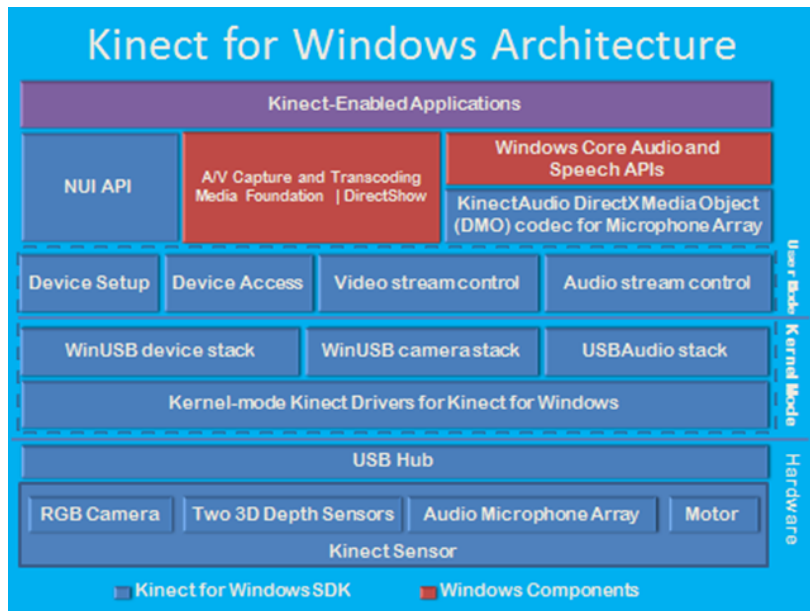 Kinect for Windows Architecture
Kinect-Enabled Applications
NUI API
A/V Capture and Transcoding
Media Foundation | DirectShow
Windows Core Audio and
Speech APIs
KinectAudio DirectX Media Object
(DMO) codec for Microphone Array
User Mode
Device Setup
Device Access
Video stream control
Audio stream control
Kernel Mode
WinUSB device stack
WinUSB camera stack
USBAudio stack
Kernel-mode Kinect Drivers for Kinect for Windows
Hardware
USB Hub
RGB Camera
Two 3D Depth Sensors
Audio Microphone Array
Motor
Kinect Sensor
Kinect for Windows SDK
Windows Components